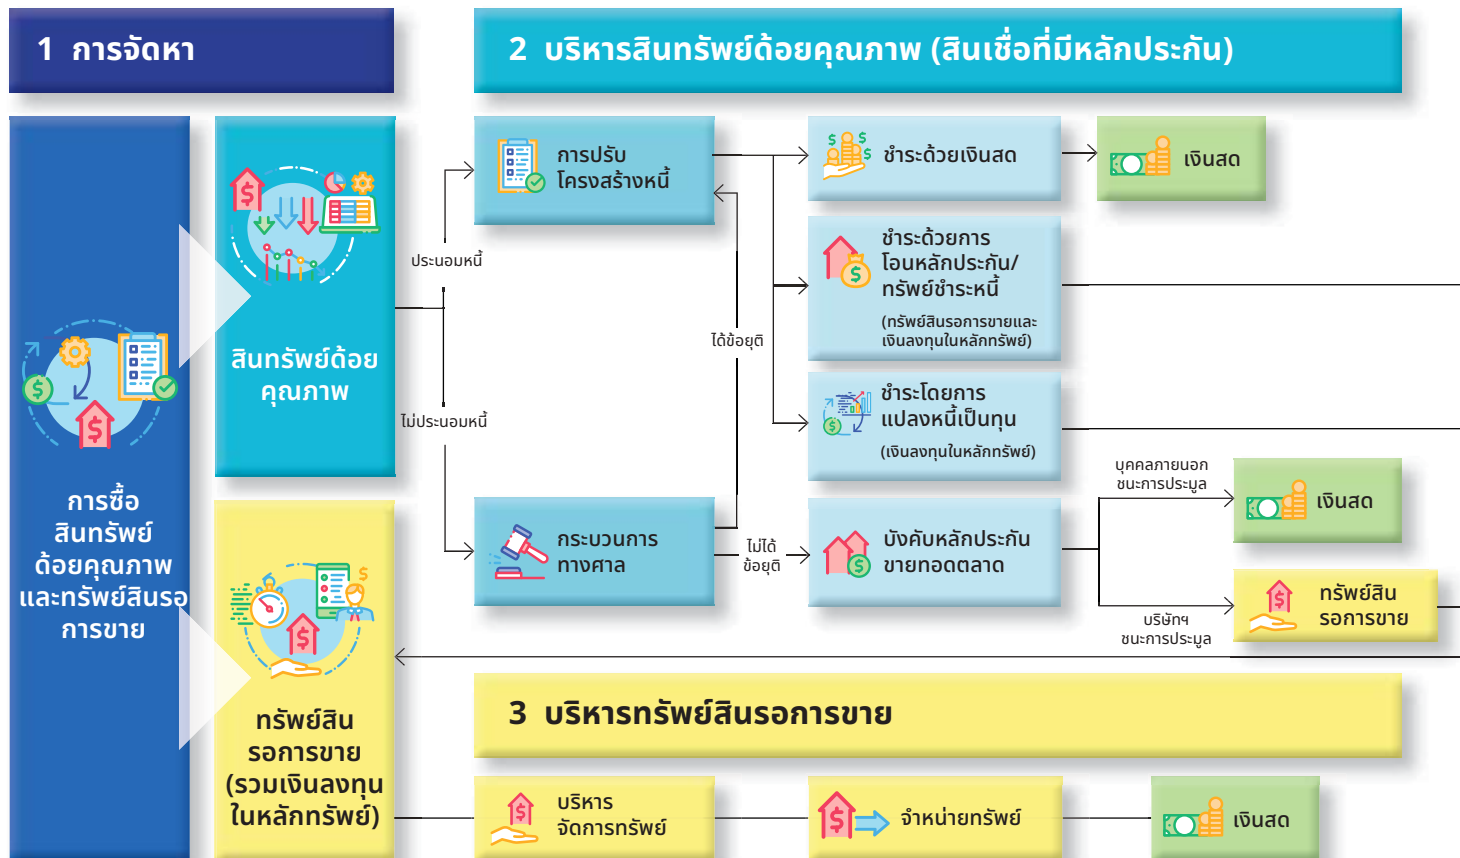 1 การจัดหา
2 บริหารสินทรัพย์ด้อยคุณภาพ (สินเชื่อที่มีหลักประกัน)
การซื้อ
สินทรัพย์
ด้อยคุณภาพ
และทรัพย์สินรอ
การขาย
สินทรัพย์ด้อย
คุณภาพ
ทรัพย์สิน
รอการขาย
(รวมเงินลงทุน
ในหลักทรัพย์)
ประนอมหนี้
ไม่ประนอมหนี้
การปรับ
โครงสร้างหนี้
ได้ข้อยุติ
กระบวนการ
ทางศาล
ไม่ได้
ข้อยุติ
ชำระด้วยเงินสด
เงินสด
ชำระด้วยการ
โอนหลักประกัน/
ทรัพย์ชำระหนี้
(ทรัพย์สินรอการขายและ
เงินลงทุนในหลักทรัพย์)
ชำระโดยการ
แปลงหนี้เป็นทุน
(เงินลงทุนในหลักทรัพย์)
บังคับหลักประกัน
ขายทอดตลาด
บุคคลภายนอก
ชนะการประมูล
เงินสด
บริษัทฯ
ชนะการประมูล
ทรัพย์สิน
รอการขาย
3 บริหารทรัพย์สินรอการขาย
บริหาร
จัดการทรัพย์
จำหน่ายทรัพย์
เงินสด